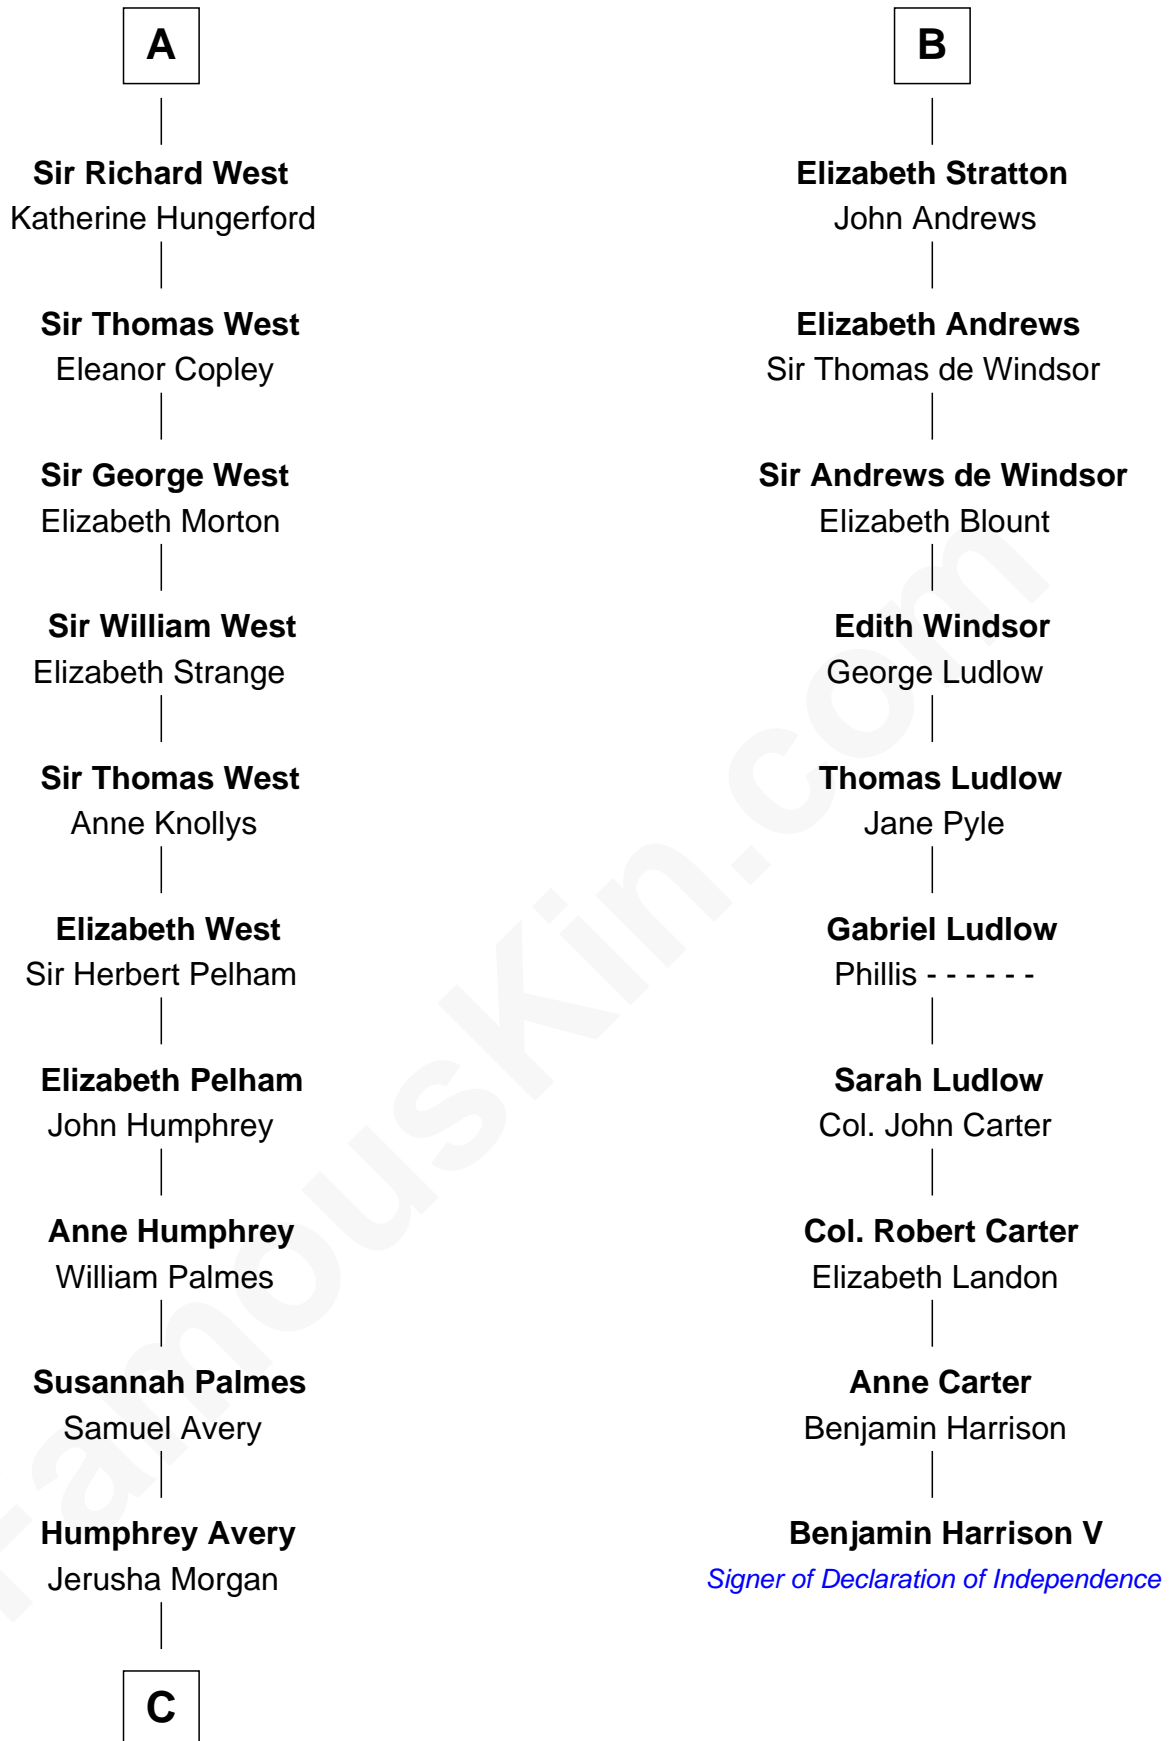 A
Sir Richard West
Katherine Hungerford
Sir Thomas West
Eleanor Copley
Sir George West
Elizabeth Morton
Sir William West
Elizabeth Strange
Sir Thomas West
Anne Knollys
Elizabeth West
Sir Herbert Pelham
Elizabeth Pelham
John Humphrey
Anne Humphrey
William Palmes
Susannah Palmes
Samuel Avery
Humphrey Avery
Jerusha Morgan
C
B
Elizabeth Stratton
John Andrews
Elizabeth Andrews
Sir Thomas de Windsor
Sir Andrews de Windsor
Elizabeth Blount
Edith Windsor
George Ludlow
Thomas Ludlow
Jane Pyle
Gabriel Ludlow
Phillis - - - - - -
Sarah Ludlow
Col. John Carter
Col. Robert Carter
Elizabeth Landon
Anne Carter
Benjamin Harrison
Benjamin Harrison V
Signer of Declaration of Independence
FamousKin.com